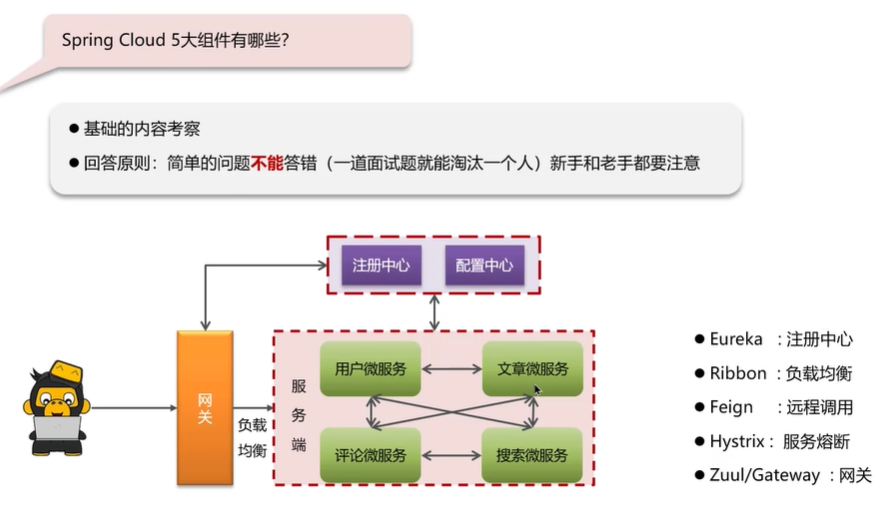 Spring Cloud 5大组件有哪些?
● 基础的内容考察
● 回答原则：简单的问题不能答错（一道面试题就能淘汰一个人）新手和老手都要注意
注册中心
配置中心
网关
负载均衡
服务端
用户微服务
文章微服务
评论微服务
搜索微服务
● Eureka : 注册中心
● Ribbon : 负载均衡
● Feign : 远程调用
● Hystrix : 服务熔断
● Zuul/Gateway : 网关